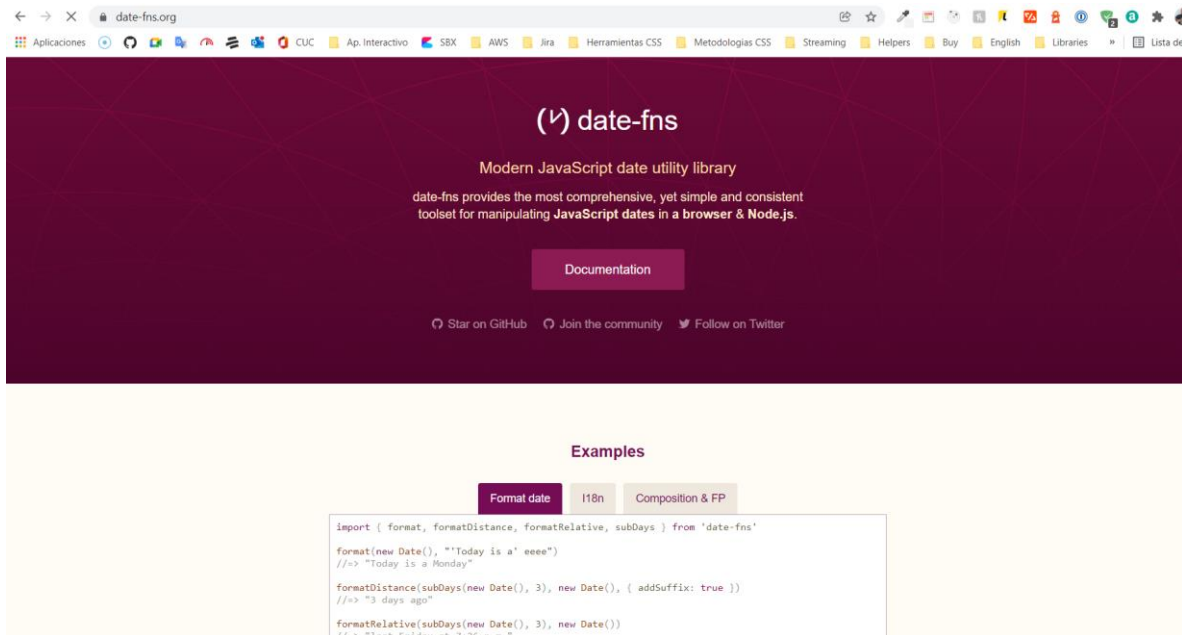 date-fns.org
Aplicaciones CUC Ap. Interactivo SBX AWS Jira Herramientas CSS Metodologias CSS Streaming Helpers Buy English Libraries » Lista de
2
(ツ) date-fns
Modern JavaScript date utility library
date-fns provides the most comprehensive, yet simple and consistent
toolset for manipulating JavaScript dates in a browser & Node.js.
Documentation
Star on GitHub Join the community Follow on Twitter
Examples
Format date I18n Composition & FP
import { format, formatDistance, formatRelative, subDays } from 'date-fns'
format(new Date(), "'Today is a' eeee")
//=> "Today is a Monday"
formatDistance(subDays(new Date(), 3), new Date(), { addSuffix: true })
//=> "3 days ago"
formatRelative(subDays(new Date(), 3), new Date())